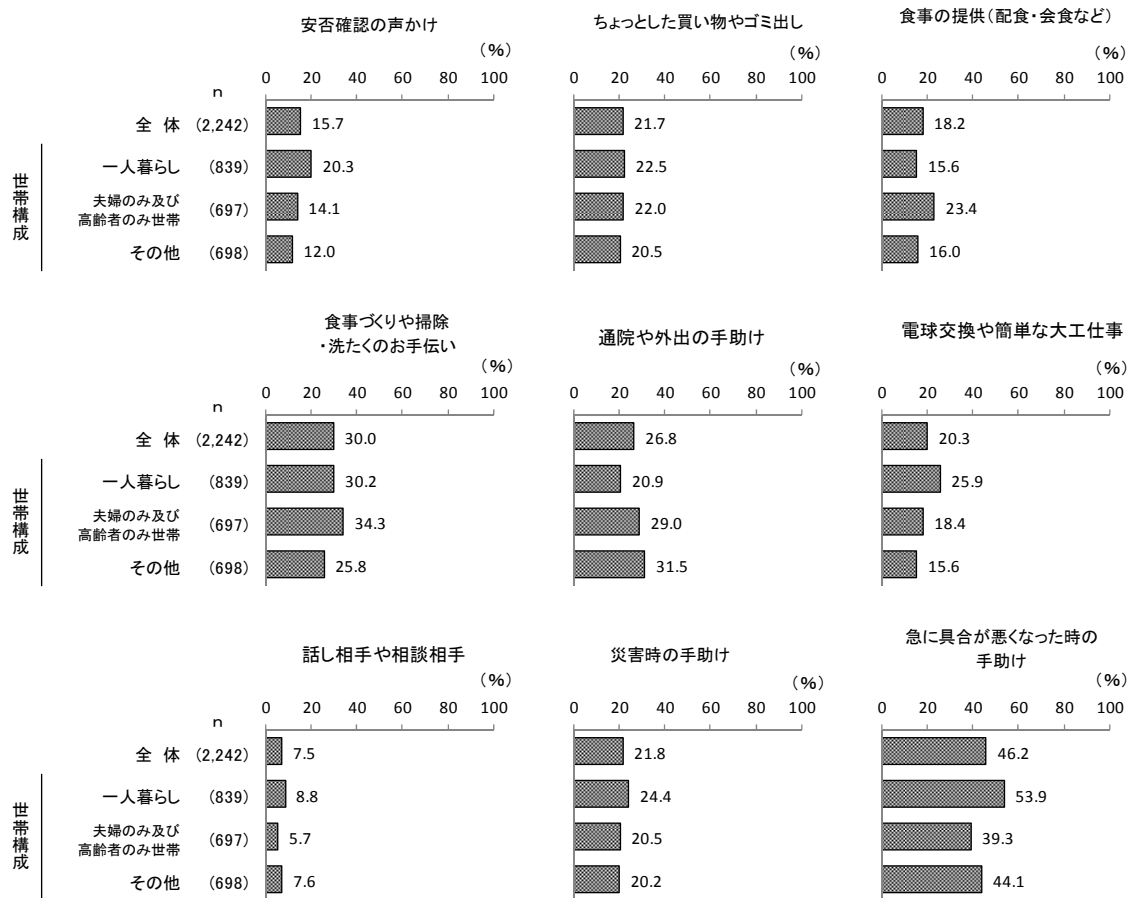 安否確認の声かけ
ちょっとした買い物やゴミ出し
食事の提供(配食・会食など)
(%)
(%)
(%)
0 20 40 60 80 100
0 20 40 60 80 100
0 20 40 60 80 100
n
全 体 (2,242) 15.7 21.7 18.2
世帯構成
一人暮らし (839) 20.3 22.5 15.6
夫婦のみ及び
高齢者のみ世帯 (697) 14.1 22.0 23.4
その他 (698) 12.0 20.5 16.0
食事づくりや掃除
・洗たくのお手伝い
通院や外出の手助け
電球交換や簡単な大工仕事
(%)
(%)
(%)
0 20 40 60 80 100
0 20 40 60 80 100
0 20 40 60 80 100
n
全 体 (2,242) 30.0 26.8 20.3
世帯構成
一人暮らし (839) 30.2 20.9 25.9
夫婦のみ及び
高齢者のみ世帯 (697) 34.3 29.0 18.4
その他 (698) 25.8 31.5 15.6
話し相手や相談相手
災害時の手助け
急に具合が悪くなった時の
手助け
(%)
(%)
(%)
0 20 40 60 80 100
0 20 40 60 80 100
0 20 40 60 80 100
n
全 体 (2,242) 7.5 21.8 46.2
世帯構成
一人暮らし (839) 8.8 24.4 53.9
夫婦のみ及び
高齢者のみ世帯 (697) 5.7 20.5 39.3
その他 (698) 7.6 20.2 44.1